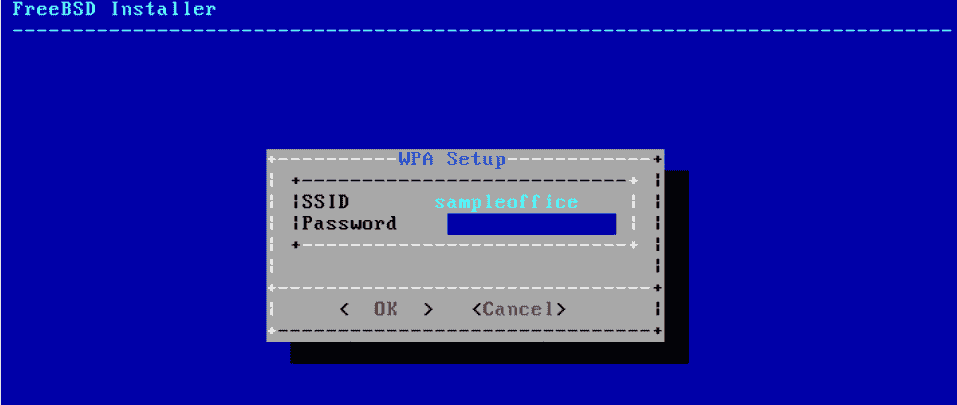 FreeBSD Installer
WPA Setup
SSID sampleoffice
Password
< OK > <Cancel>